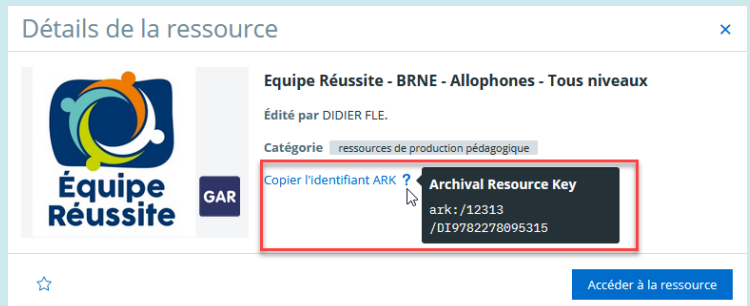 Détails de la ressource
Equipe Réussite - BRNE - Allophones - Tous niveaux
Édité par DIDIER FLE.
Catégorie ressources de production pédagogique
Copier l'identifiant ARK ?
Archival Resource Key
ark:/12313
/DI9782278095315
Équipe
Réussite
GAR
Accéder à la ressource